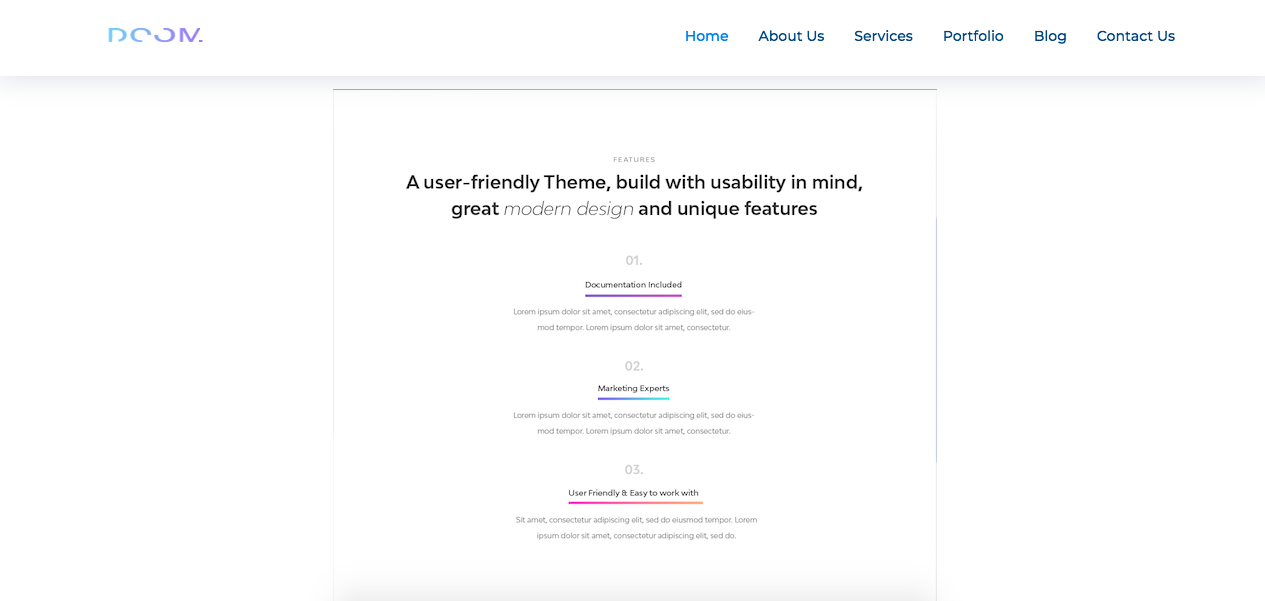 DOOM.
Home About Us Services Portfolio Blog Contact Us
FEATURES
A user-friendly Theme, build with usability in mind,
great modern design and unique features
01.
Documentation Included
Lorem ipsum dolor sit amet, consectetur adipiscing elit, sed do eius-
mod tempor. Lorem ipsum dolor sit amet, consectetur.
02.
Marketing Experts
Lorem ipsum dolor sit amet, consectetur adipiscing elit, sed do eius-
mod tempor. Lorem ipsum dolor sit amet, consectetur.
03.
User Friendly & Easy to work with
Sit amet, consectetur adipiscing elit, sed do eiusmod tempor. Lorem
ipsum dolor sit amet, consectetur adipiscing elit, sed do.